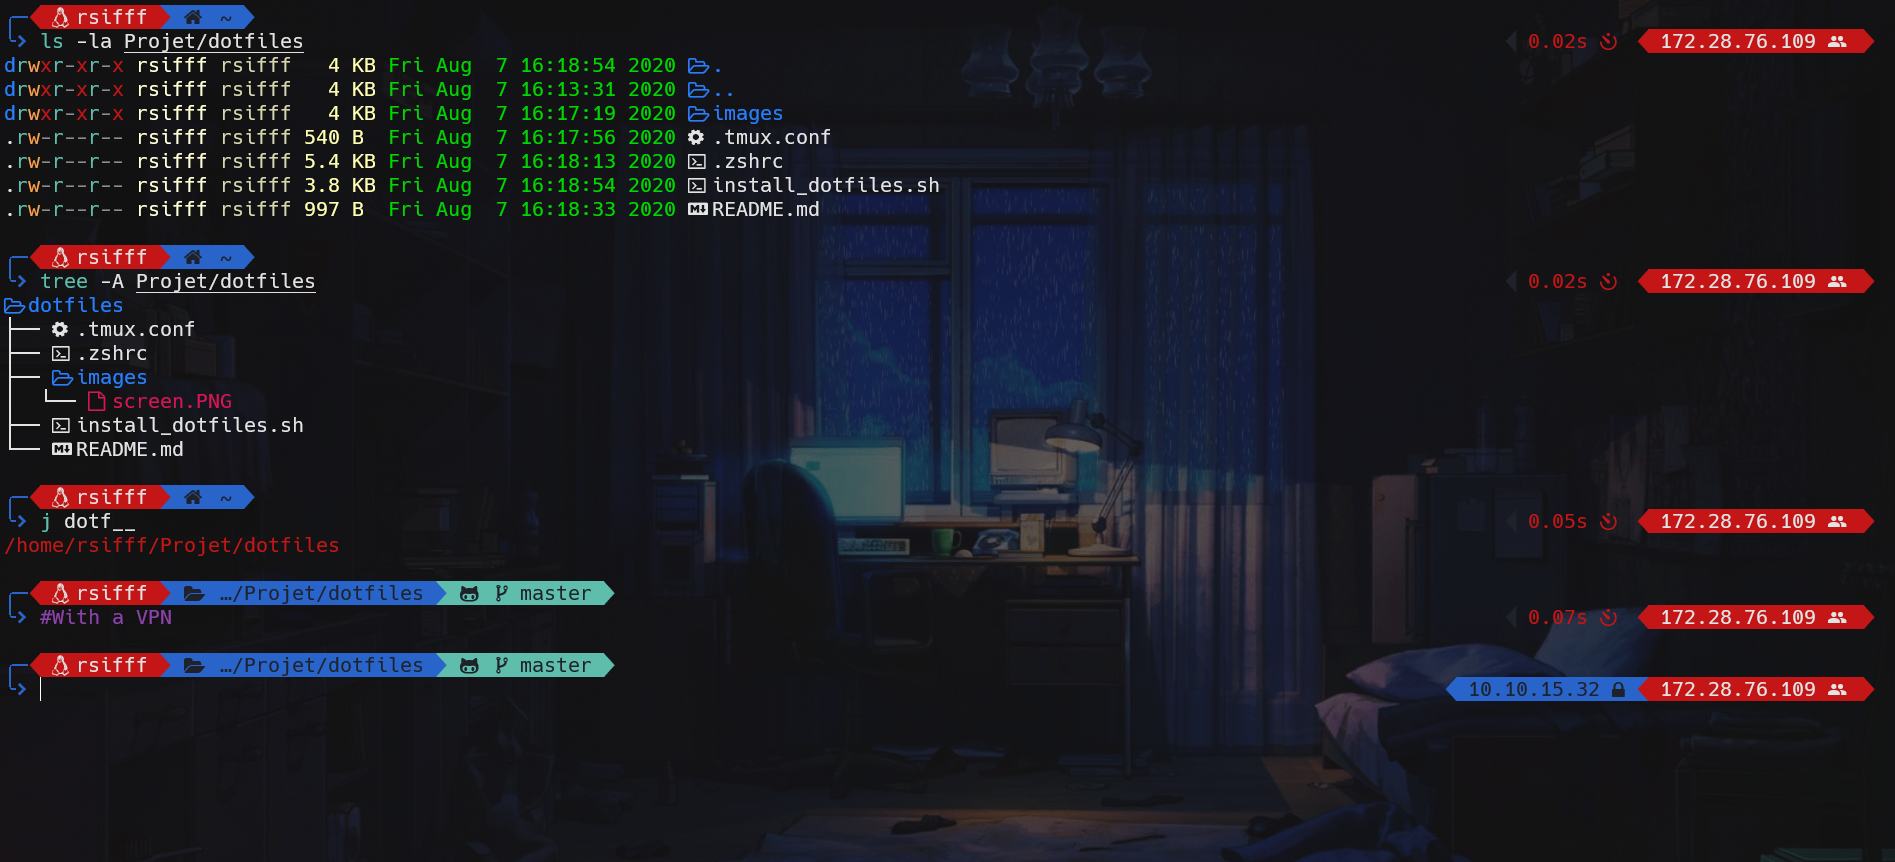 rsifff ~
ls -la Projet/dotfiles 0.02s 172.28.76.109
drwxr-xr-x rsifff rsifff 4 KB Fri Aug 7 16:18:54 2020 .
drwxr-xr-x rsifff rsifff 4 KB Fri Aug 7 16:13:31 2020 ..
drwxr-xr-x rsifff rsifff 4 KB Fri Aug 7 16:17:19 2020 images
.rw-r--r-- rsifff rsifff 540 B Fri Aug 7 16:17:56 2020 .tmux.conf
.rw-r--r-- rsifff rsifff 5.4 KB Fri Aug 7 16:18:13 2020 .zshrc
.rw-r--r-- rsifff rsifff 3.8 KB Fri Aug 7 16:18:54 2020 install_dotfiles.sh
.rw-r--r-- rsifff rsifff 997 B Fri Aug 7 16:18:33 2020 README.md
rsifff ~
tree -A Projet/dotfiles 0.02s 172.28.76.109
dotfiles
├── .tmux.conf
├── .zshrc
├── images
│  └── screen.PNG
├── install_dotfiles.sh
└── README.md
rsifff ~
j dotf__ 0.05s 172.28.76.109
/home/rsifff/Projet/dotfiles
rsifff …/Projet/dotfiles master
#With a VPN 0.07s 172.28.76.109
rsifff …/Projet/dotfiles master
10.10.15.32 172.28.76.109